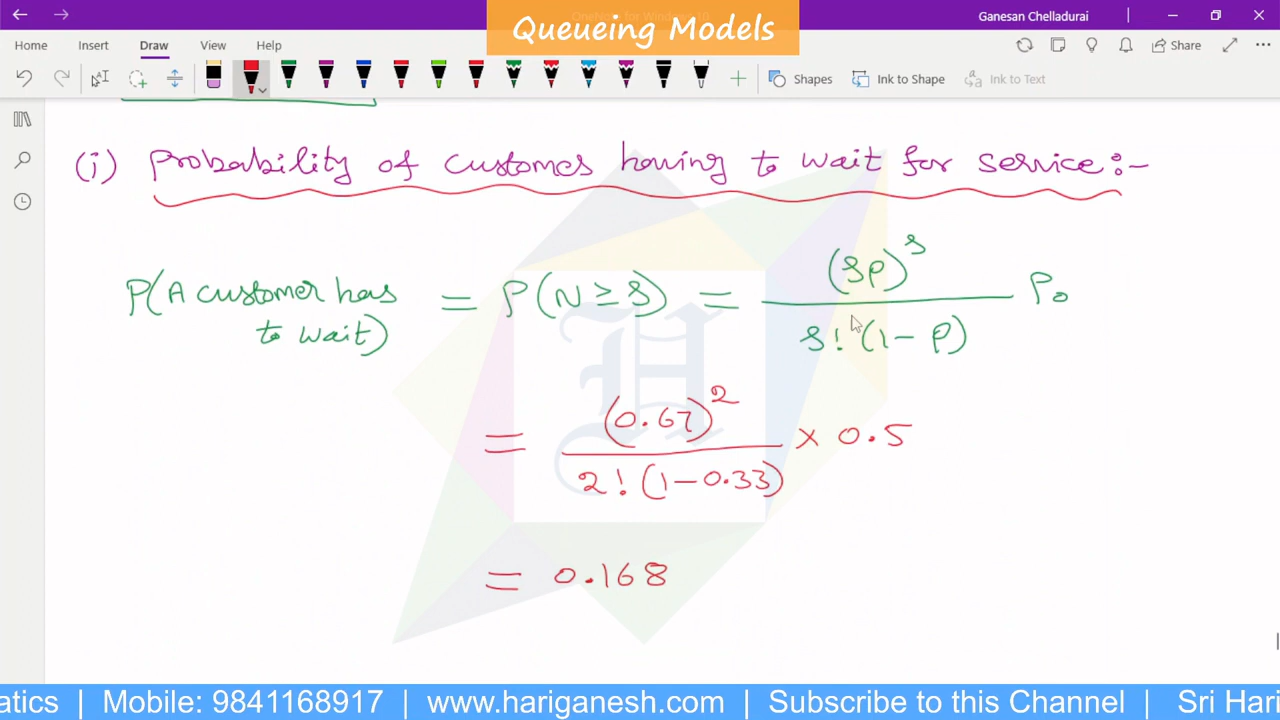 Queueing Models
Ganesan Chelladurai
Home Insert Draw View Help
Share
Shapes Ink to Shape Ink to Text
(i) Probability of customer having to wait for service:-
P(A customer has to wait) = P(N ≥ s) = (sρ)^s / s!(1-ρ) P₀
= (0.67)^2 / 2!(1-0.33) × 0.5
= 0.168
atics | Mobile: 9841168917 | www.hariganesh.com | Subscribe to this Channel | Sri Hari